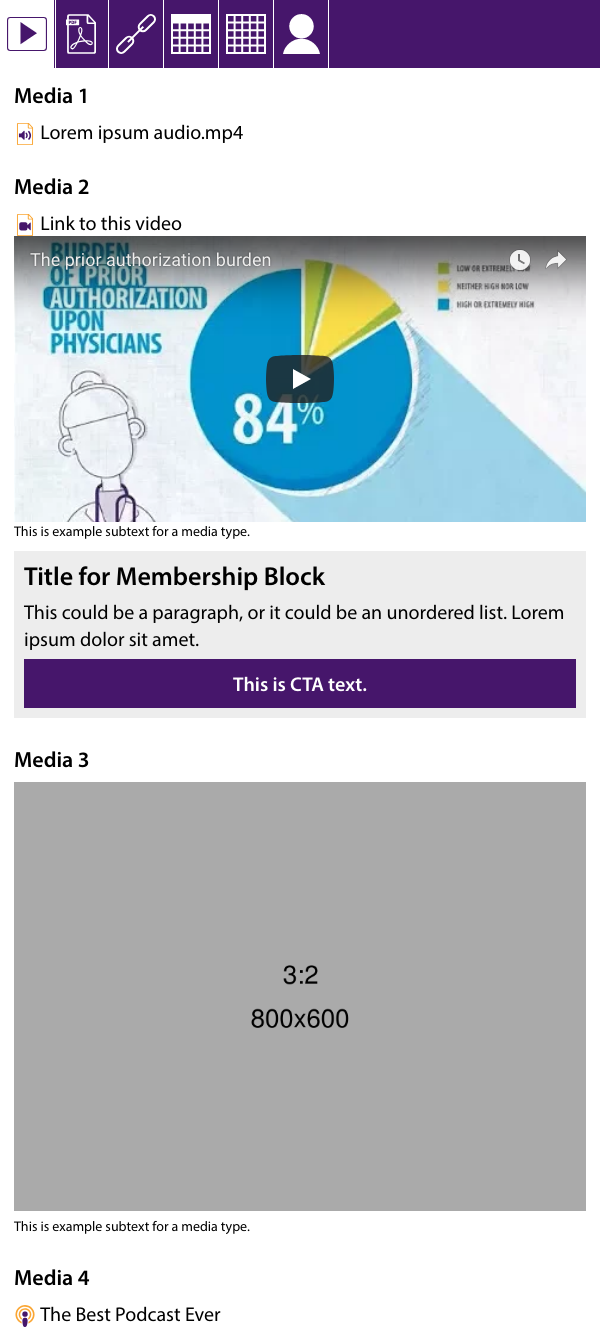 PDF
Media 1
Lorem ipsum audio.mp4
Media 2
Link to this video
The prior authorization burden
BURDEN
OF PRIOR
AUTHORIZATION
UPON
PHYSICIANS
LOW OR EXTREMELY
NEITHER HIGH NOR LOW
HIGH OR EXTREMELY HIGH
84%
This is example subtext for a media type.
Title for Membership Block
This could be a paragraph, or it could be an unordered list. Lorem
ipsum dolor sit amet.
This is CTA text.
Media 3
3:2
800x600
This is example subtext for a media type.
Media 4
The Best Podcast Ever